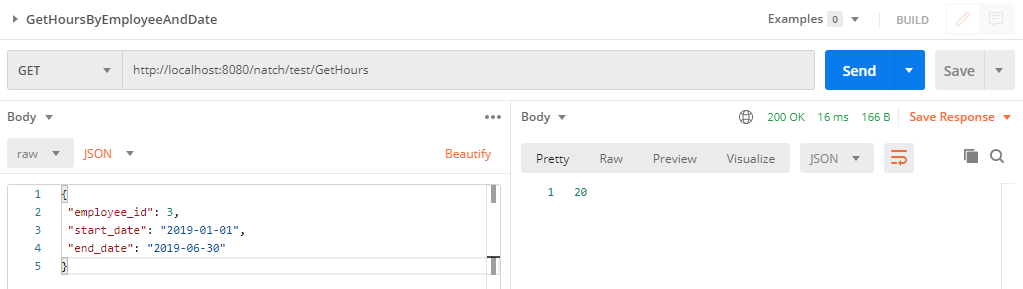 GetHoursByEmployeeAndDate Examples 0 BUILD
GET http://localhost:8080/natch/test/GetHours Send Save
Body ••• Body 200 OK 16 ms 166 B Save Response
raw JSON Beautify Pretty Raw Preview Visualize JSON
1 { 1 20
2 "employee_id": 3,
3 "start_date": "2019-01-01",
4 "end_date": "2019-06-30"
5 }